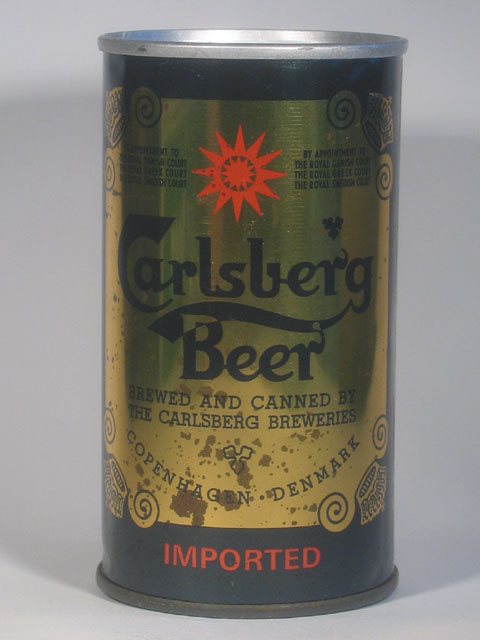 BY APPOINTMENT TO
THE ROYAL DANISH COURT
THE ROYAL GREEK COURT
THE ROYAL SWEDISH COURT
BY APPOINTMENT TO
THE ROYAL DANISH COURT
THE ROYAL GREEK COURT
THE ROYAL SWEDISH COURT
Carlsberg
Beer
BREWED AND CANNED BY
THE CARLSBERG BREWERIES
COPENHAGEN · DENMARK
IMPORTED